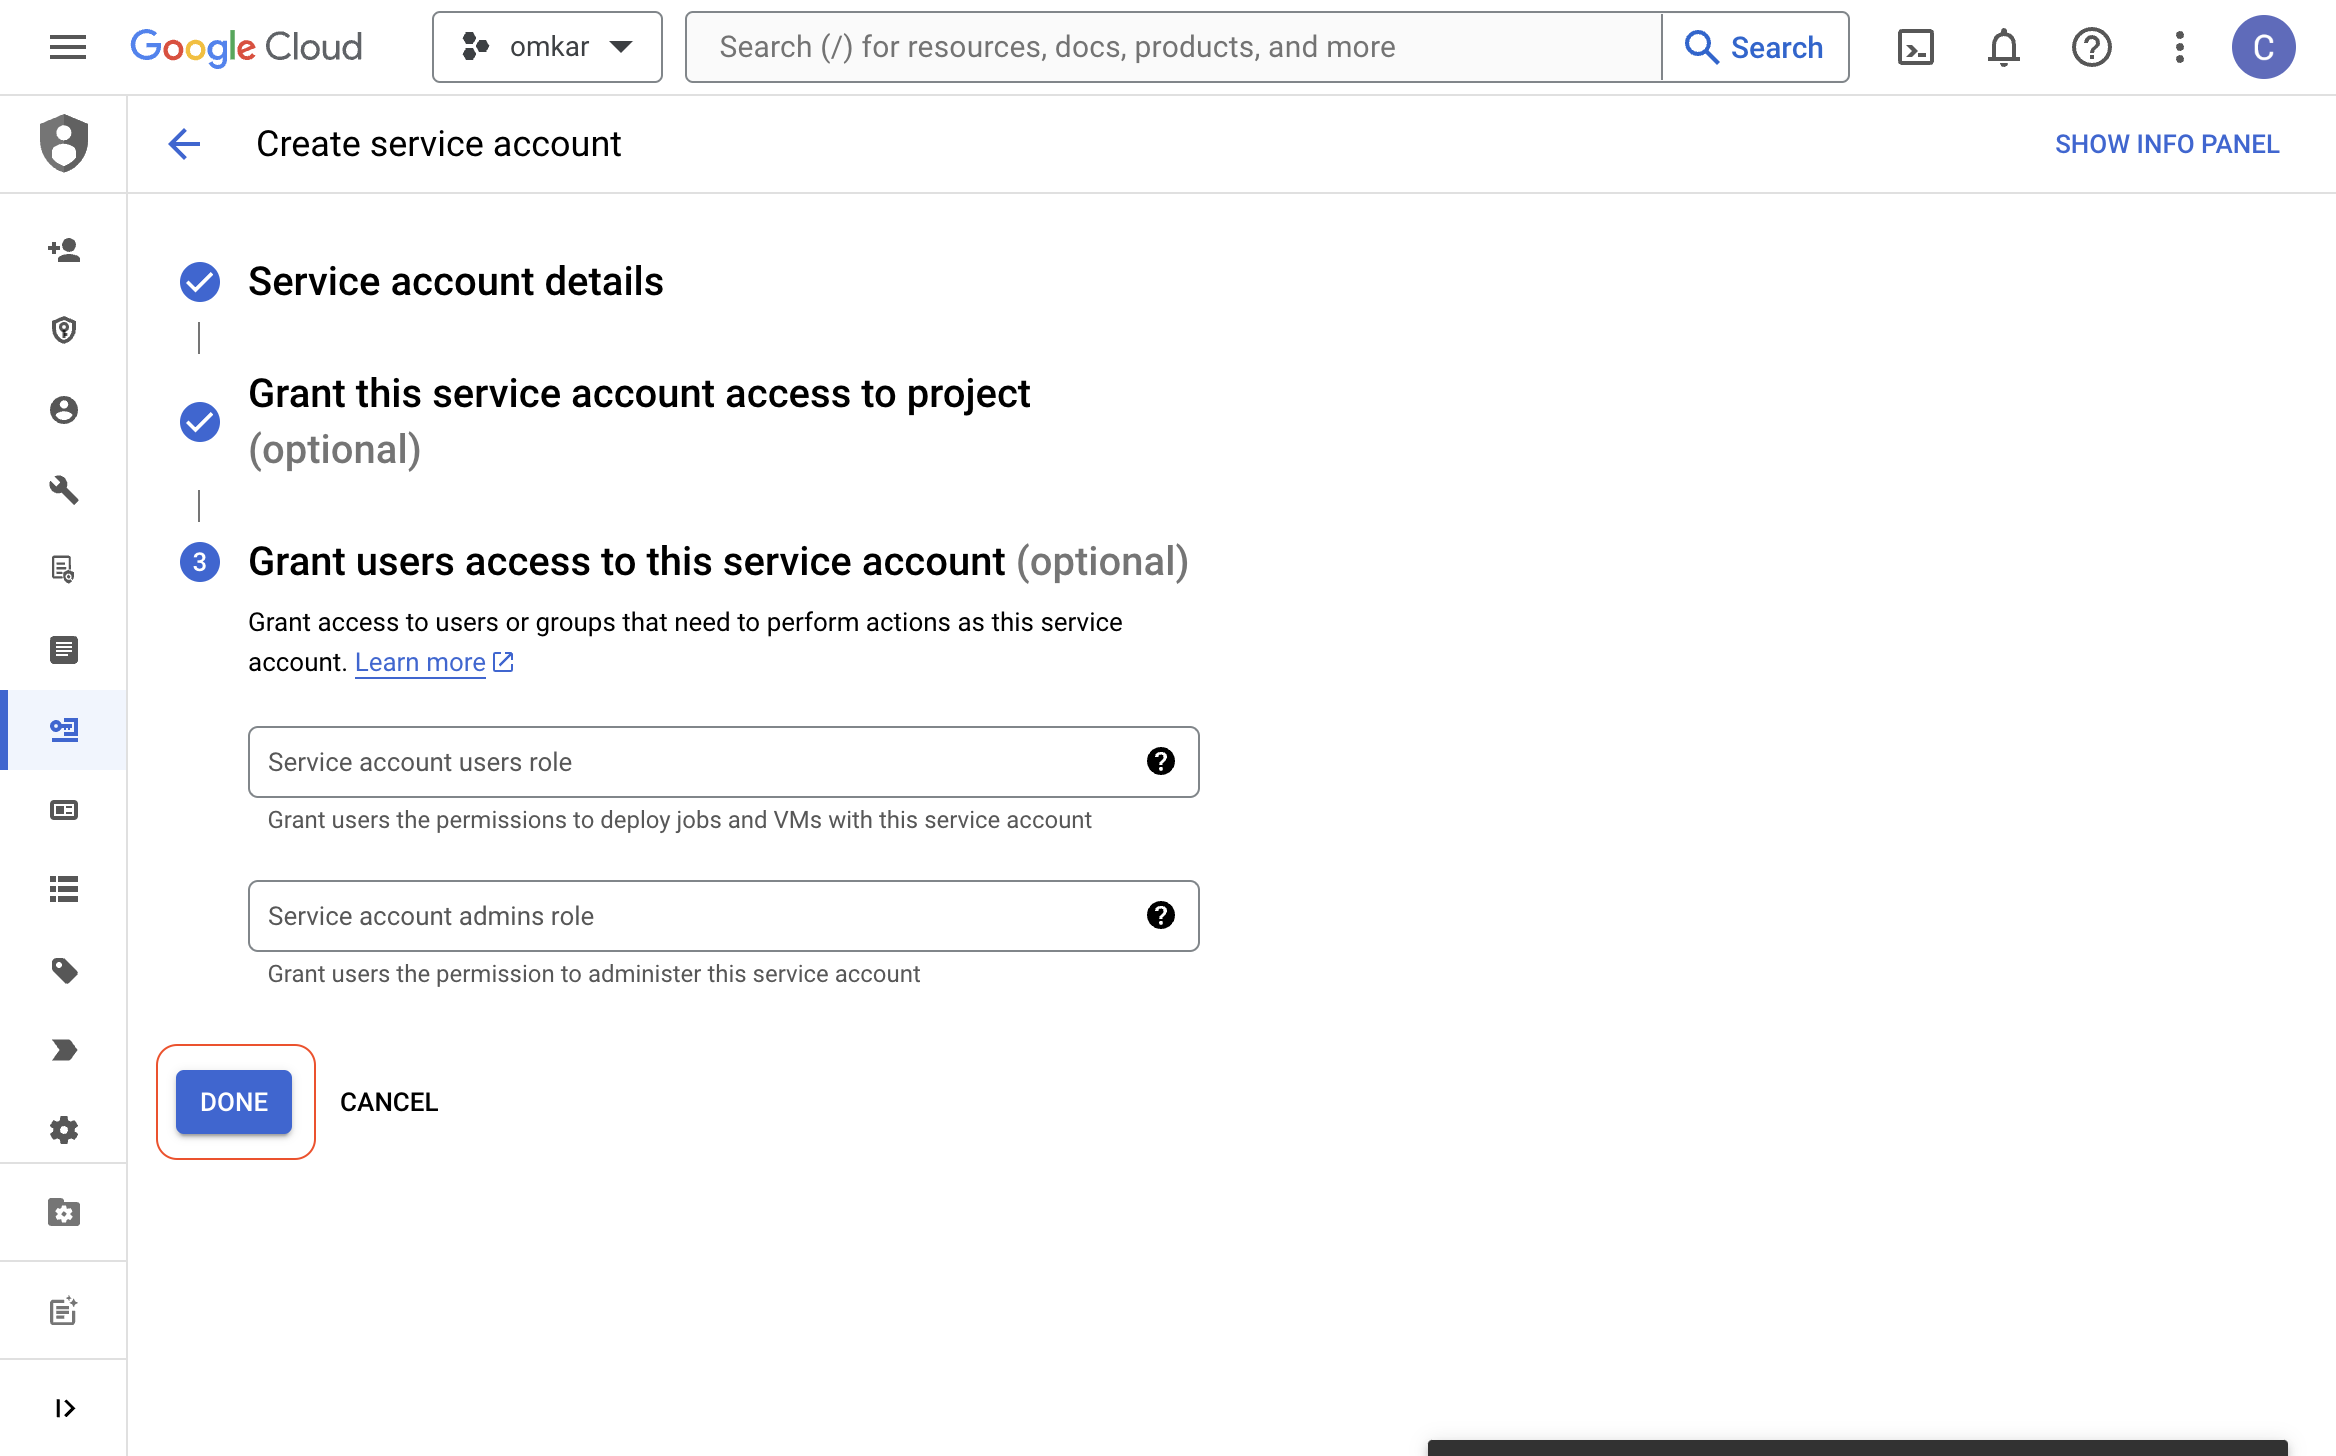 Google Cloud
omkar
Search (/) for resources, docs, products, and more
Search
C
Create service account
SHOW INFO PANEL
Service account details
Grant this service account access to project
(optional)
3
Grant users access to this service account (optional)
Grant access to users or groups that need to perform actions as this service
account. Learn more
Service account users role
Grant users the permissions to deploy jobs and VMs with this service account
Service account admins role
Grant users the permission to administer this service account
DONE
CANCEL